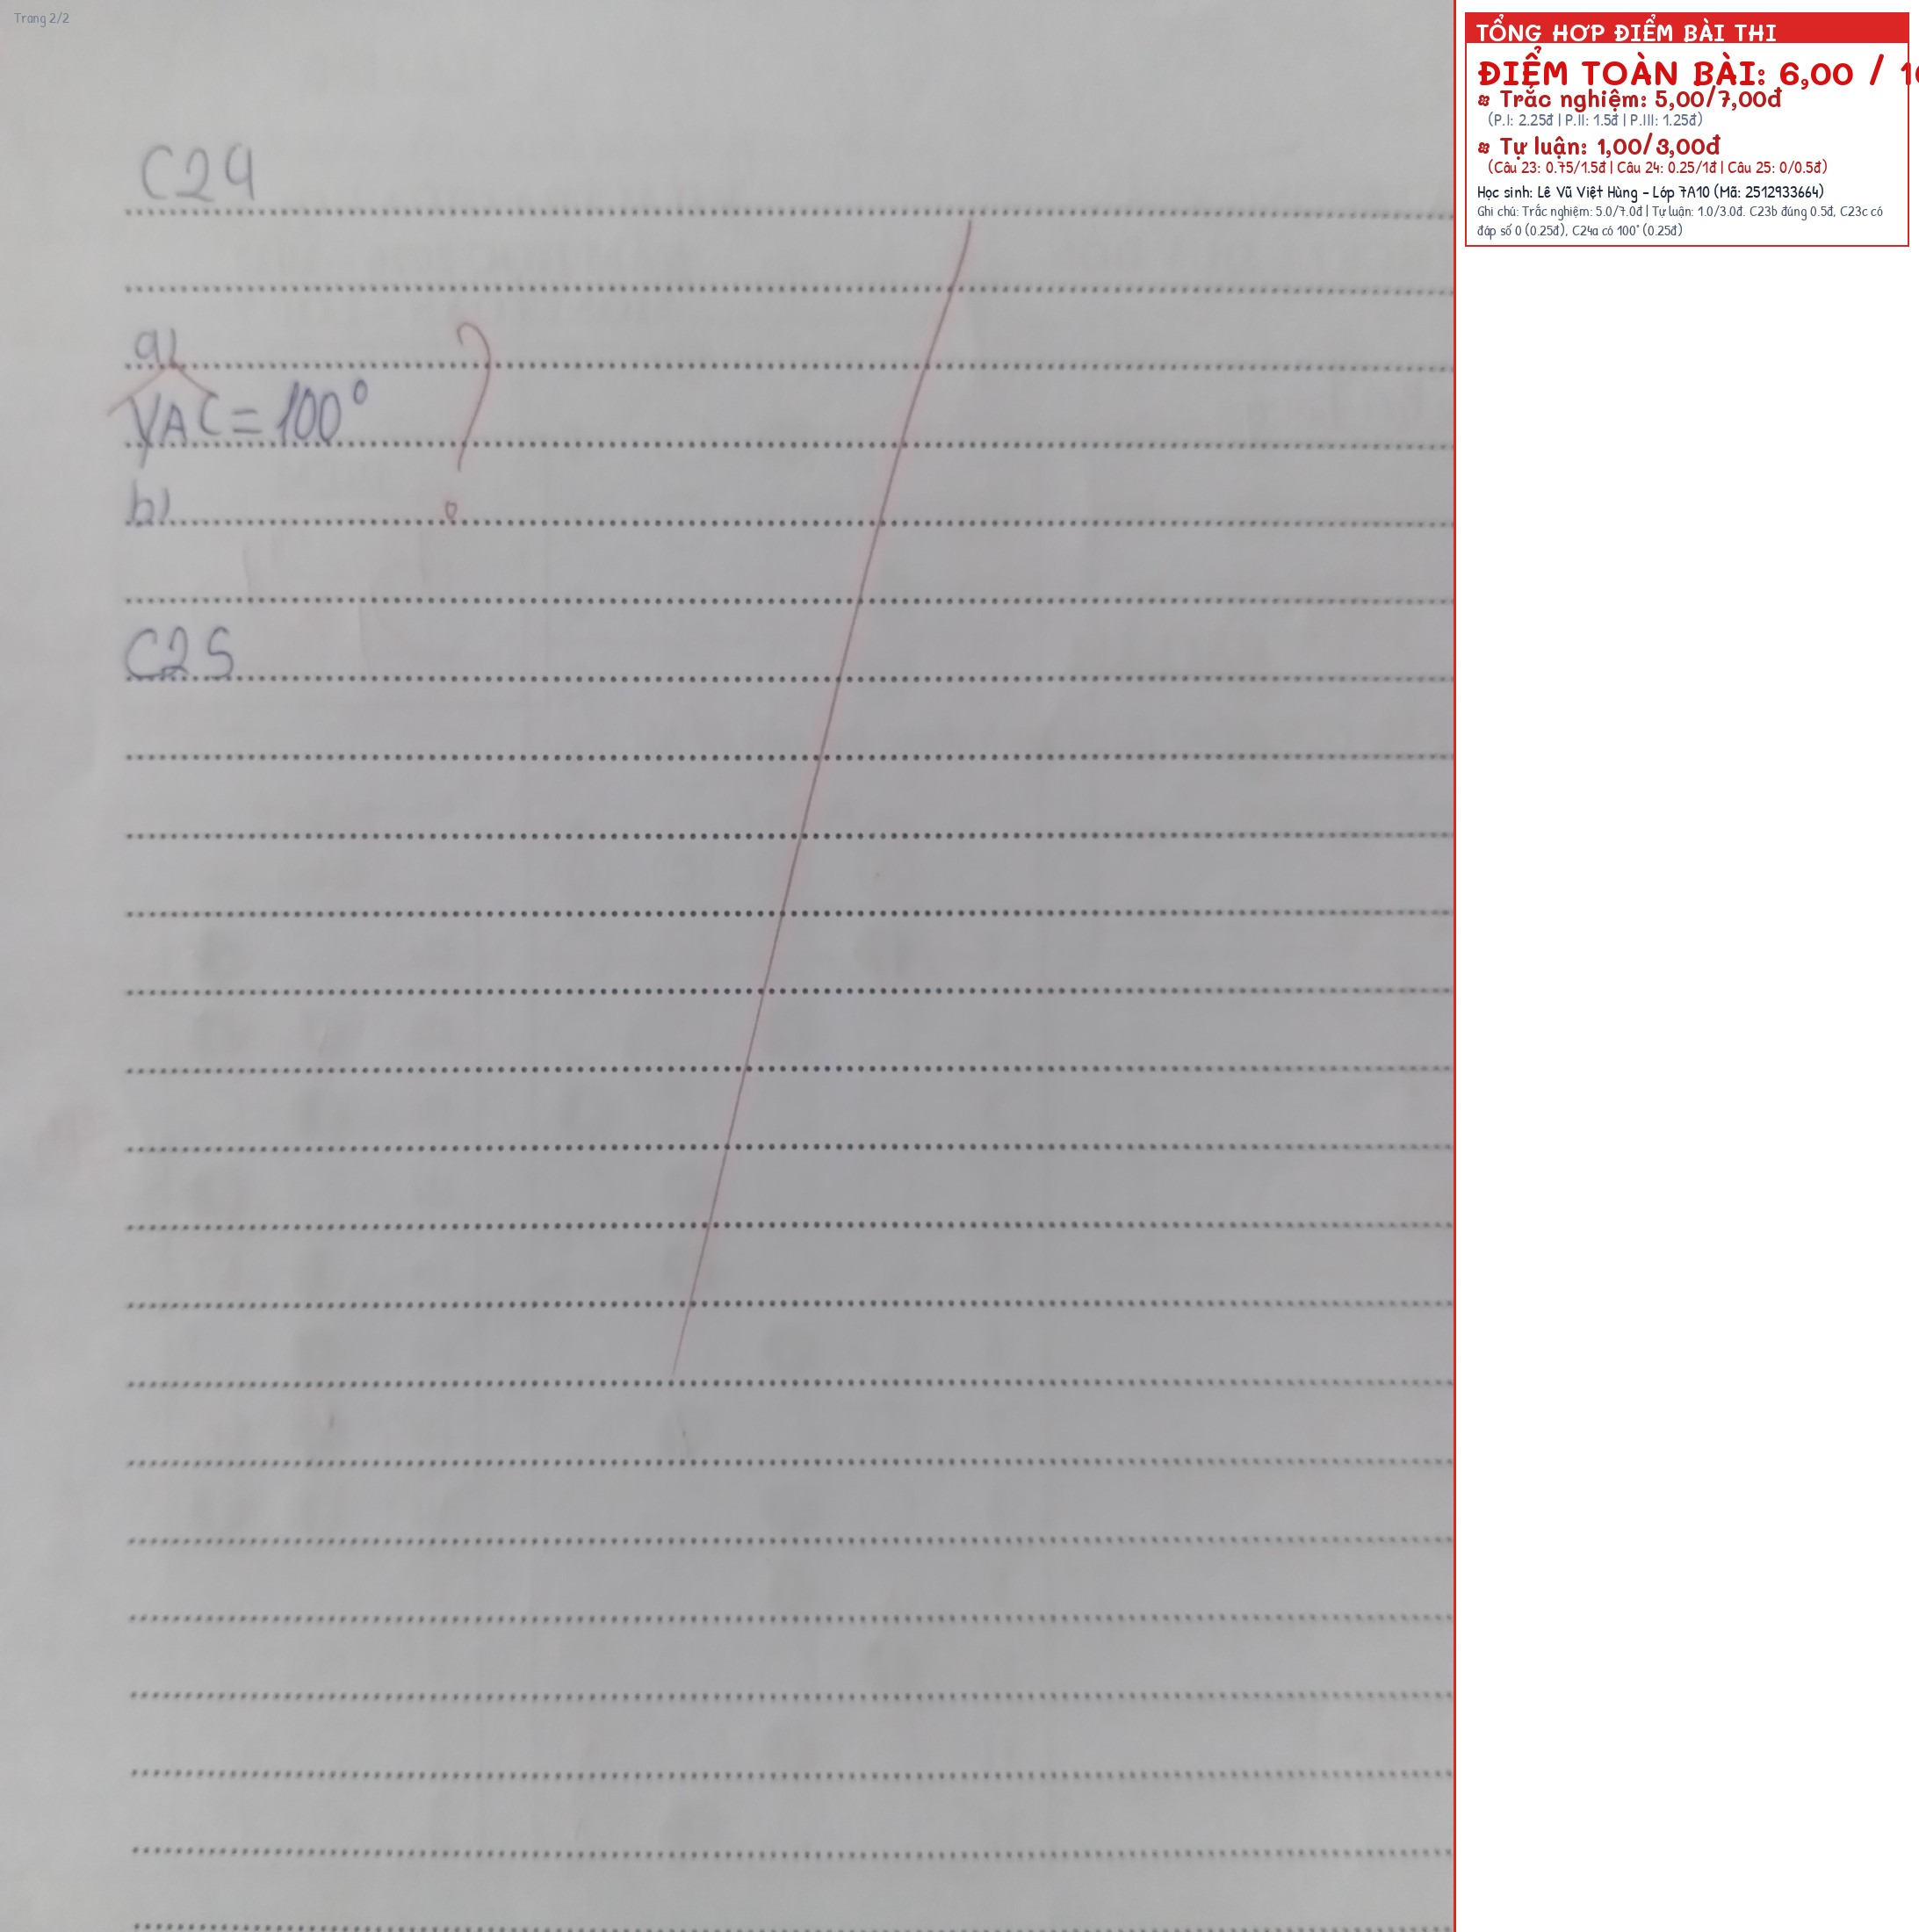 Trang 2/2
C24
a)
yAC = 100°
b)
?
C25
TỔNG HỢP ĐIỂM BÀI THI
ĐIỂM TOÀN BÀI: 6,00 / 10
Trắc nghiệm: 5,00/7,00đ
(P.I: 2.25đ | P.II: 1.5đ | P.III: 1.25đ)
Tự luận: 1,00/3,00đ
(Câu 23: 0.75/1.5đ | Câu 24: 0.25/1đ | Câu 25: 0/0.5đ)
Học sinh: Lê Vũ Việt Hùng - Lớp 7A10 (Mã: 2512933664)
Ghi chú: Trắc nghiệm: 5.0/7.0đ | Tự luận: 1.0/3.0đ. C23b đúng 0.5đ, C23c có
đáp số 0 (0.25đ), C24a có 100° (0.25đ)